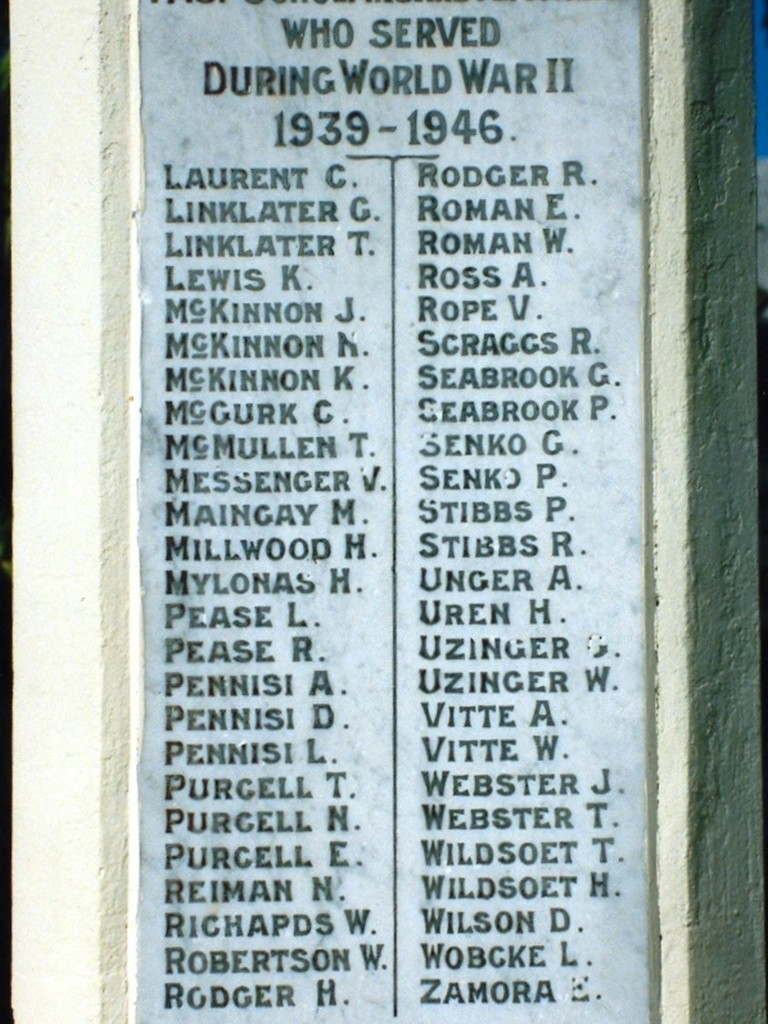 WHO SERVED
DURING WORLD WAR II
1939-1946.
LAURENT C.
LINKLATER G.
LINKLATER T.
LEWIS K.
McKINNON J.
McKINNON N.
McKINNON K.
McGURK C.
McMULLEN T.
MESSENGER V.
MAINGAY M.
MILLWOOD H.
MYLONAS H.
PEASE L.
PEASE R.
PENNISI A.
PENNISI D.
PENNISI L.
PURCELL T.
PURCELL N.
PURCELL E.
REIMAN N.
RICHARDS W.
ROBERTSON W.
RODGER H.
RODGER R.
ROMAN E.
ROMAN W.
ROSS A.
ROPE V.
SCRAGGS R.
SEABROOK G.
SEABROOK P.
SENKO G.
SENKO P.
STIBBS P.
STIBBS R.
UNGER A.
UREN H.
UZINGER G.
UZINGER W.
VITTE A.
VITTE W.
WEBSTER J.
WEBSTER T.
WILDSOET T.
WILDSOET H.
WILSON D.
WOBCKE L.
ZAMORA E.